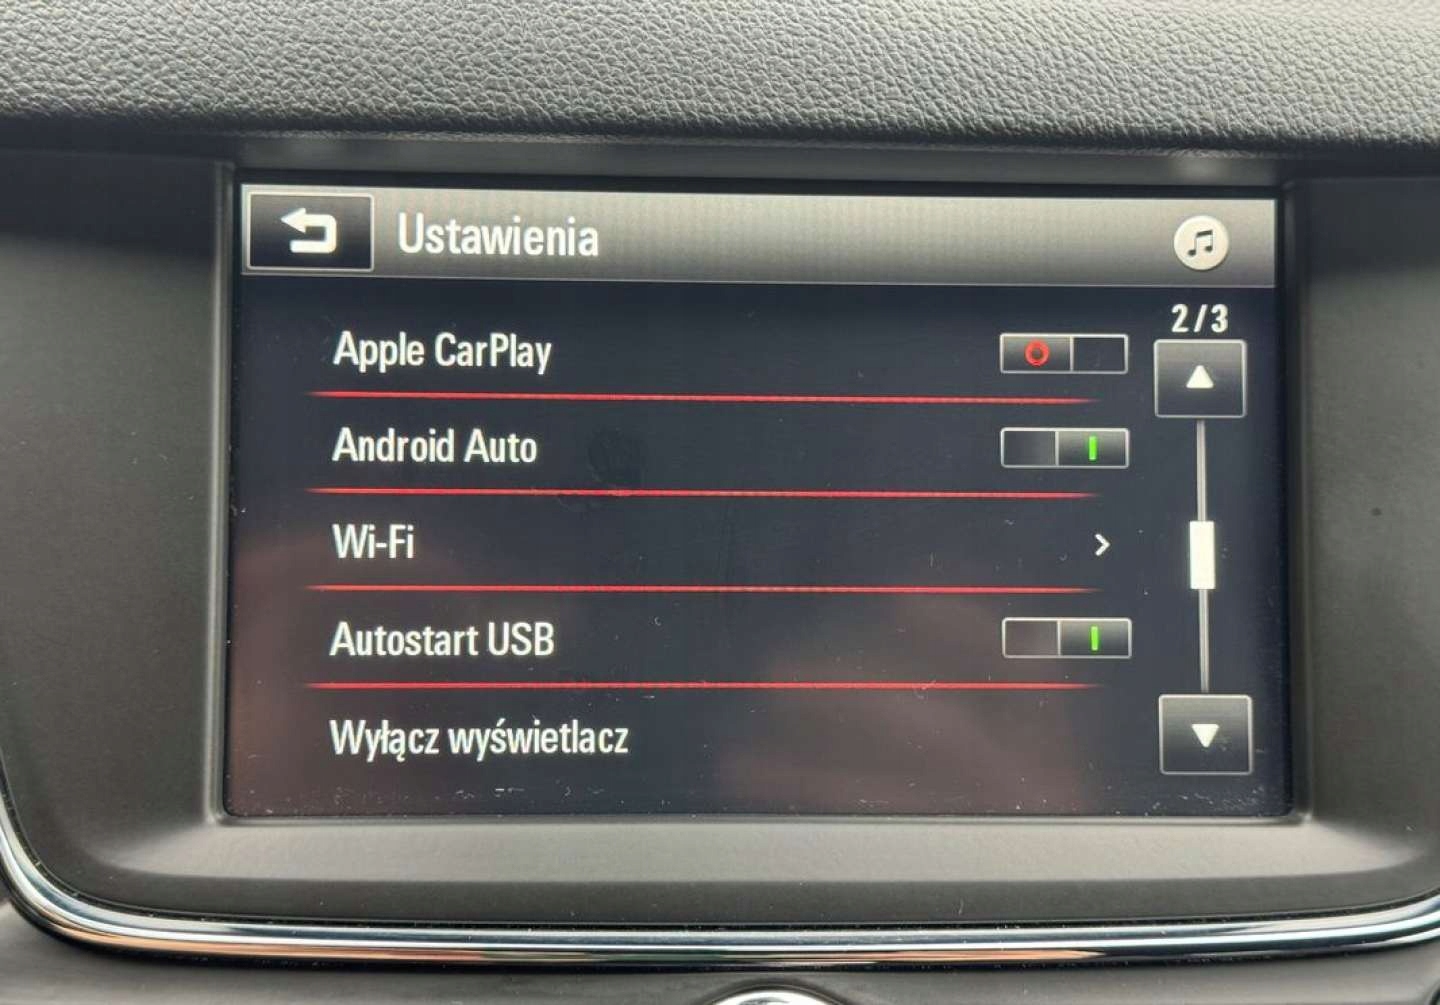 Ustawienia
2/3
Apple CarPlay
Android Auto
Wi-Fi
Autostart USB
Wyłącz wyświetlacz